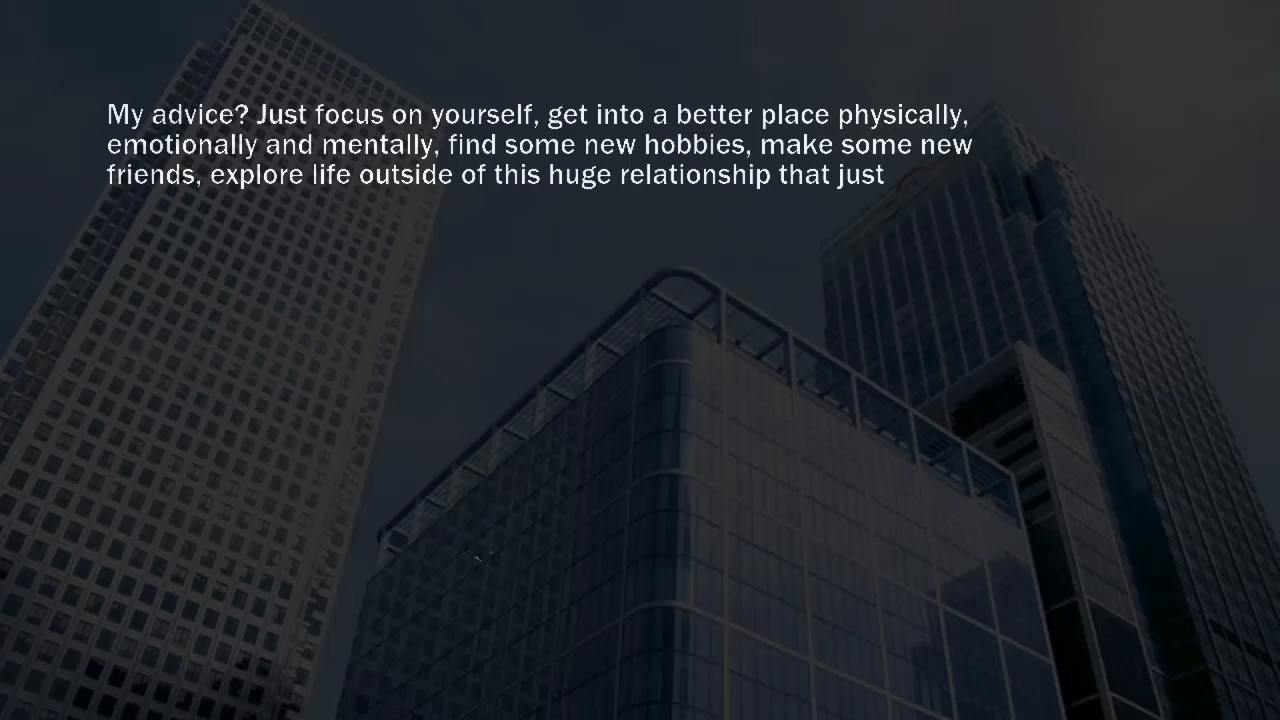 My advice? Just focus on yourself, get into a better place physically,
emotionally and mentally, find some new hobbies, make some new
friends, explore life outside of this huge relationship that just